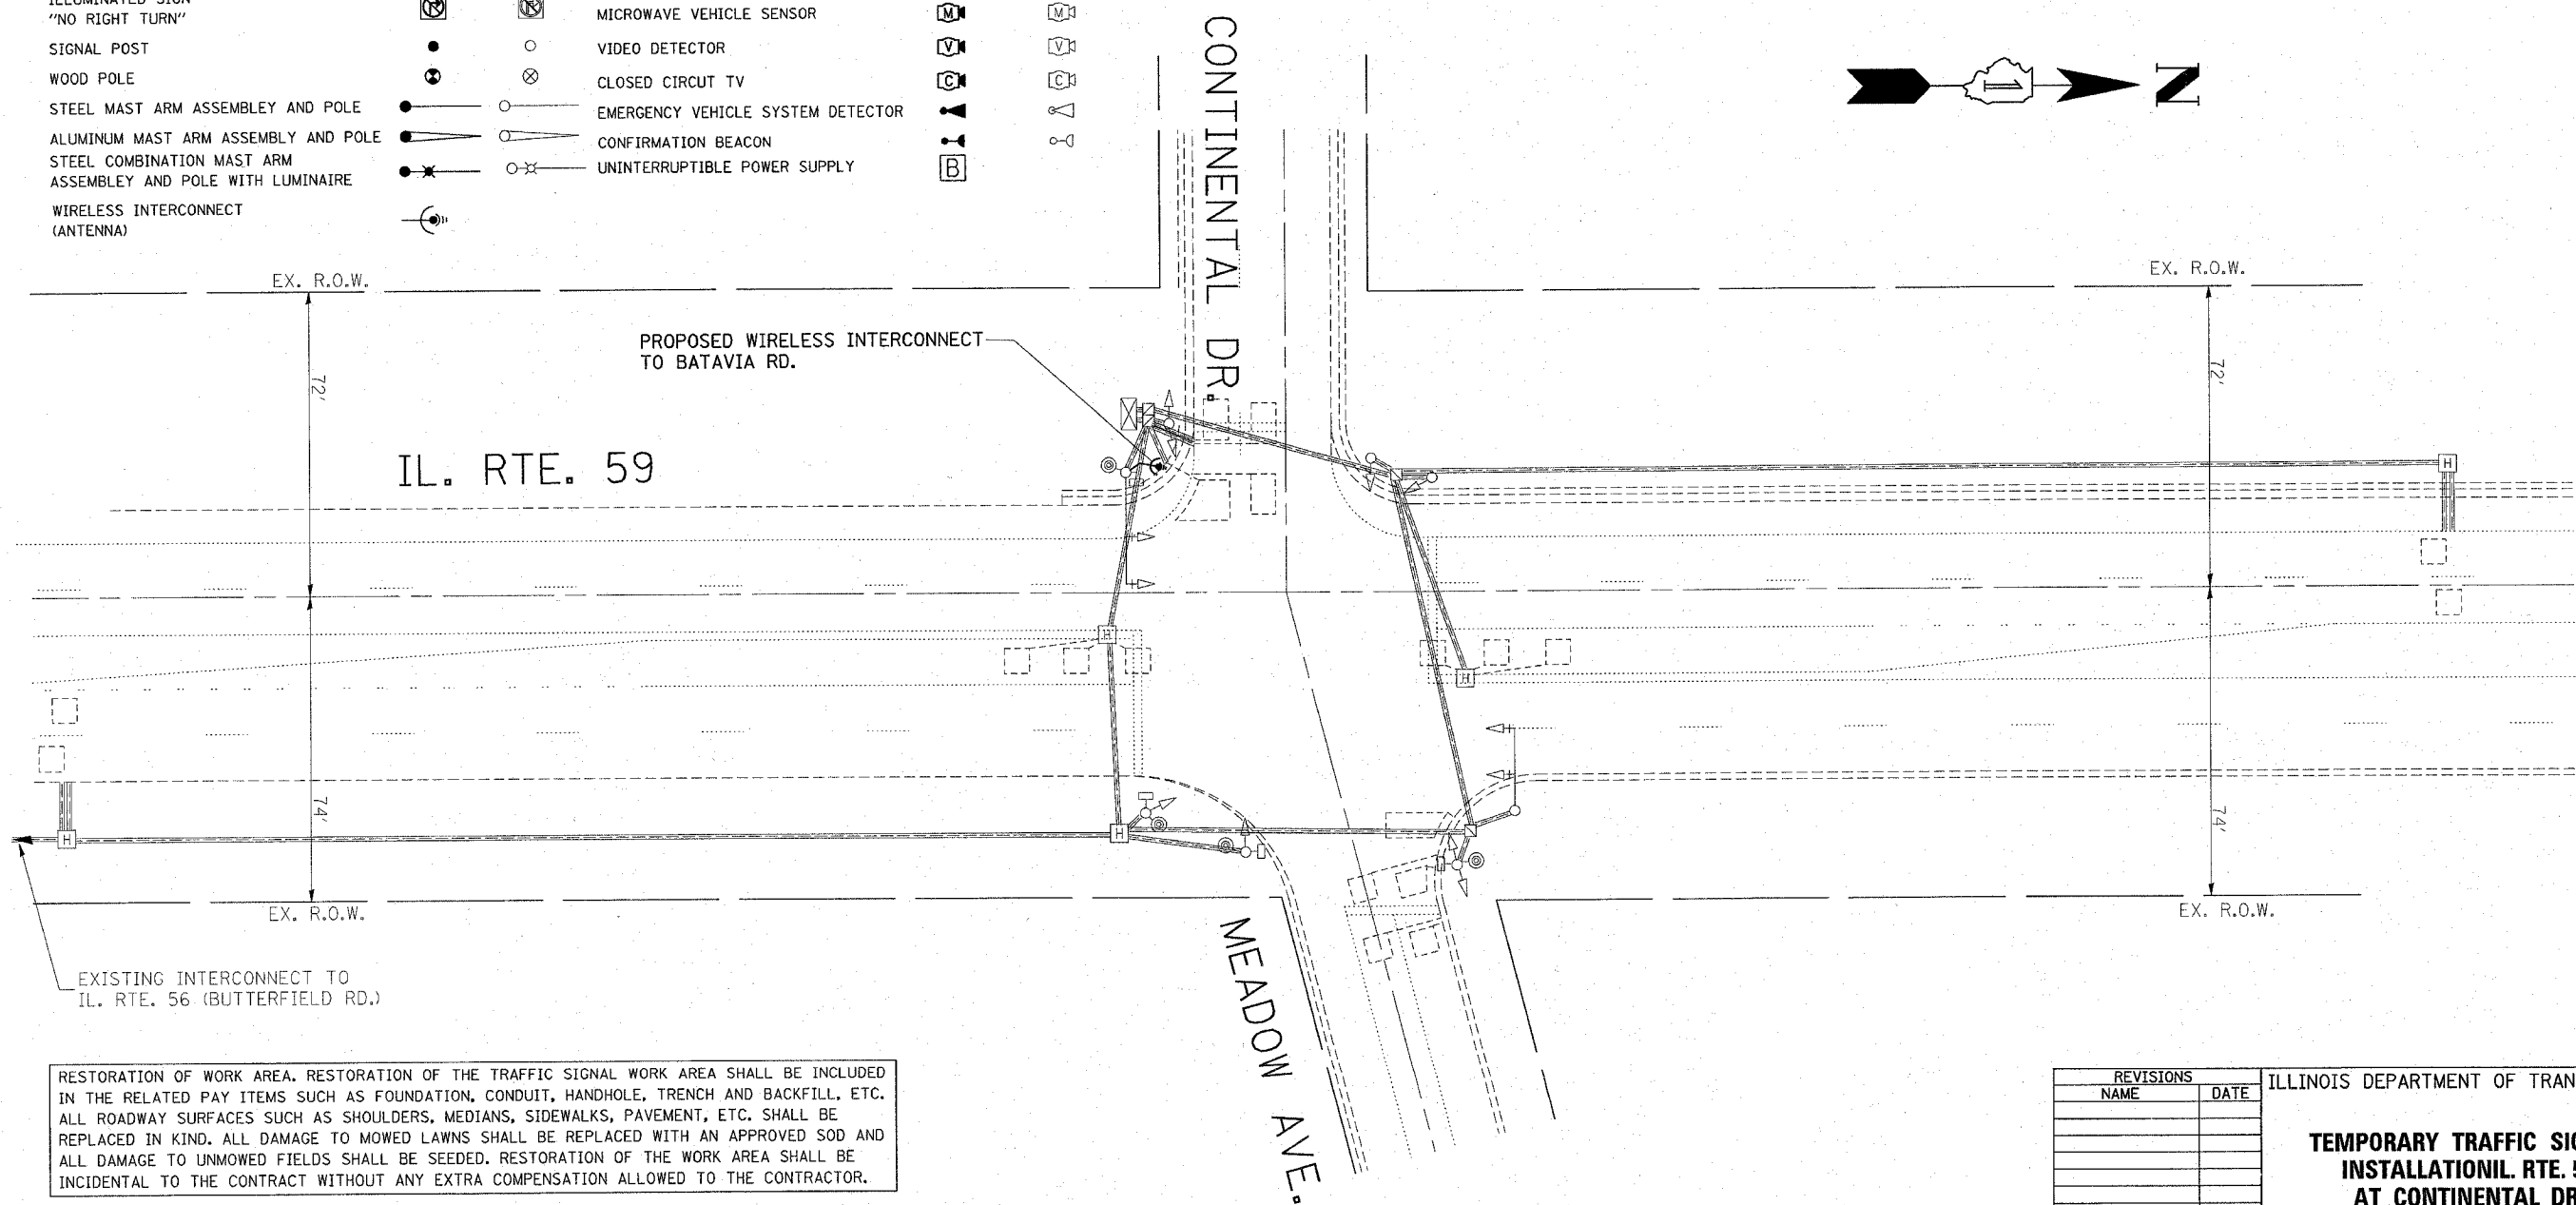 ILLUMINATED SIGN
"NO RIGHT TURN"
SIGNAL POST
WOOD POLE
STEEL MAST ARM ASSEMBLEY AND POLE
ALUMINUM MAST ARM ASSEMBLY AND POLE
STEEL COMBINATION MAST ARM
ASSEMBLEY AND POLE WITH LUMINAIRE
WIRELESS INTERCONNECT
(ANTENNA)
R R
MICROWAVE VEHICLE SENSOR M M
VIDEO DETECTOR V V
CLOSED CIRCUT TV C C
EMERGENCY VEHICLE SYSTEM DETECTOR
CONFIRMATION BEACON
UNINTERRUPTIBLE POWER SUPPLY B
CONTINENTAL DR.
1 N
EX. R.O.W.
EX. R.O.W.
PROPOSED WIRELESS INTERCONNECT
TO BATAVIA RD.
72'
72'
IL. RTE. 59
H
H
H
H
H
74'
74'
EX. R.O.W.
EX. R.O.W.
EXISTING INTERCONNECT TO
IL. RTE. 56 (BUTTERFIELD RD.)
MEADOW AVE.
RESTORATION OF WORK AREA. RESTORATION OF THE TRAFFIC SIGNAL WORK AREA SHALL BE INCLUDED
IN THE RELATED PAY ITEMS SUCH AS FOUNDATION, CONDUIT, HANDHOLE, TRENCH AND BACKFILL, ETC.
ALL ROADWAY SURFACES SUCH AS SHOULDERS, MEDIANS, SIDEWALKS, PAVEMENT, ETC. SHALL BE
REPLACED IN KIND. ALL DAMAGE TO MOWED LAWNS SHALL BE REPLACED WITH AN APPROVED SOD AND
ALL DAMAGE TO UNMOWED FIELDS SHALL BE SEEDED. RESTORATION OF THE WORK AREA SHALL BE
INCIDENTAL TO THE CONTRACT WITHOUT ANY EXTRA COMPENSATION ALLOWED TO THE CONTRACTOR.
REVISIONS
NAME DATE
ILLINOIS DEPARTMENT OF TRAN
TEMPORARY TRAFFIC SIG
INSTALLATIONIL. RTE. 5
AT CONTINENTAL DR